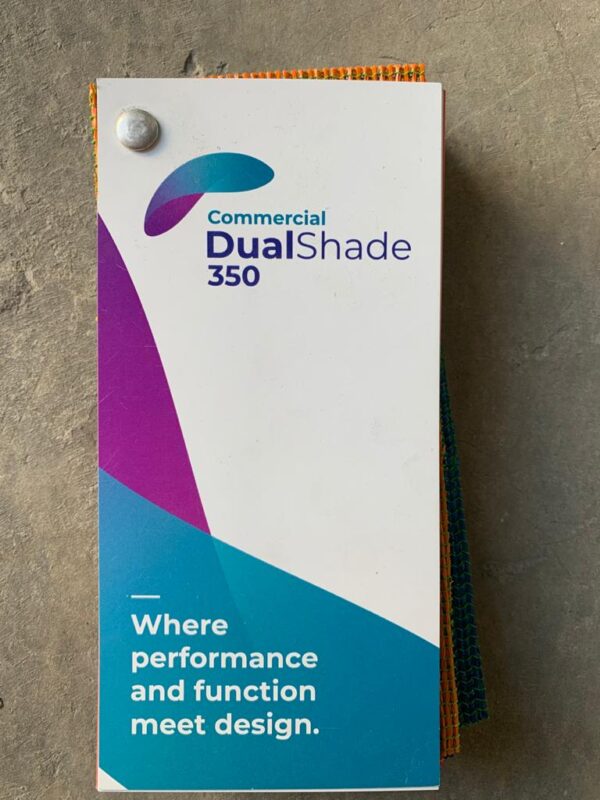 Commercial
DualShade
350
Where
performance
and function
meet design.